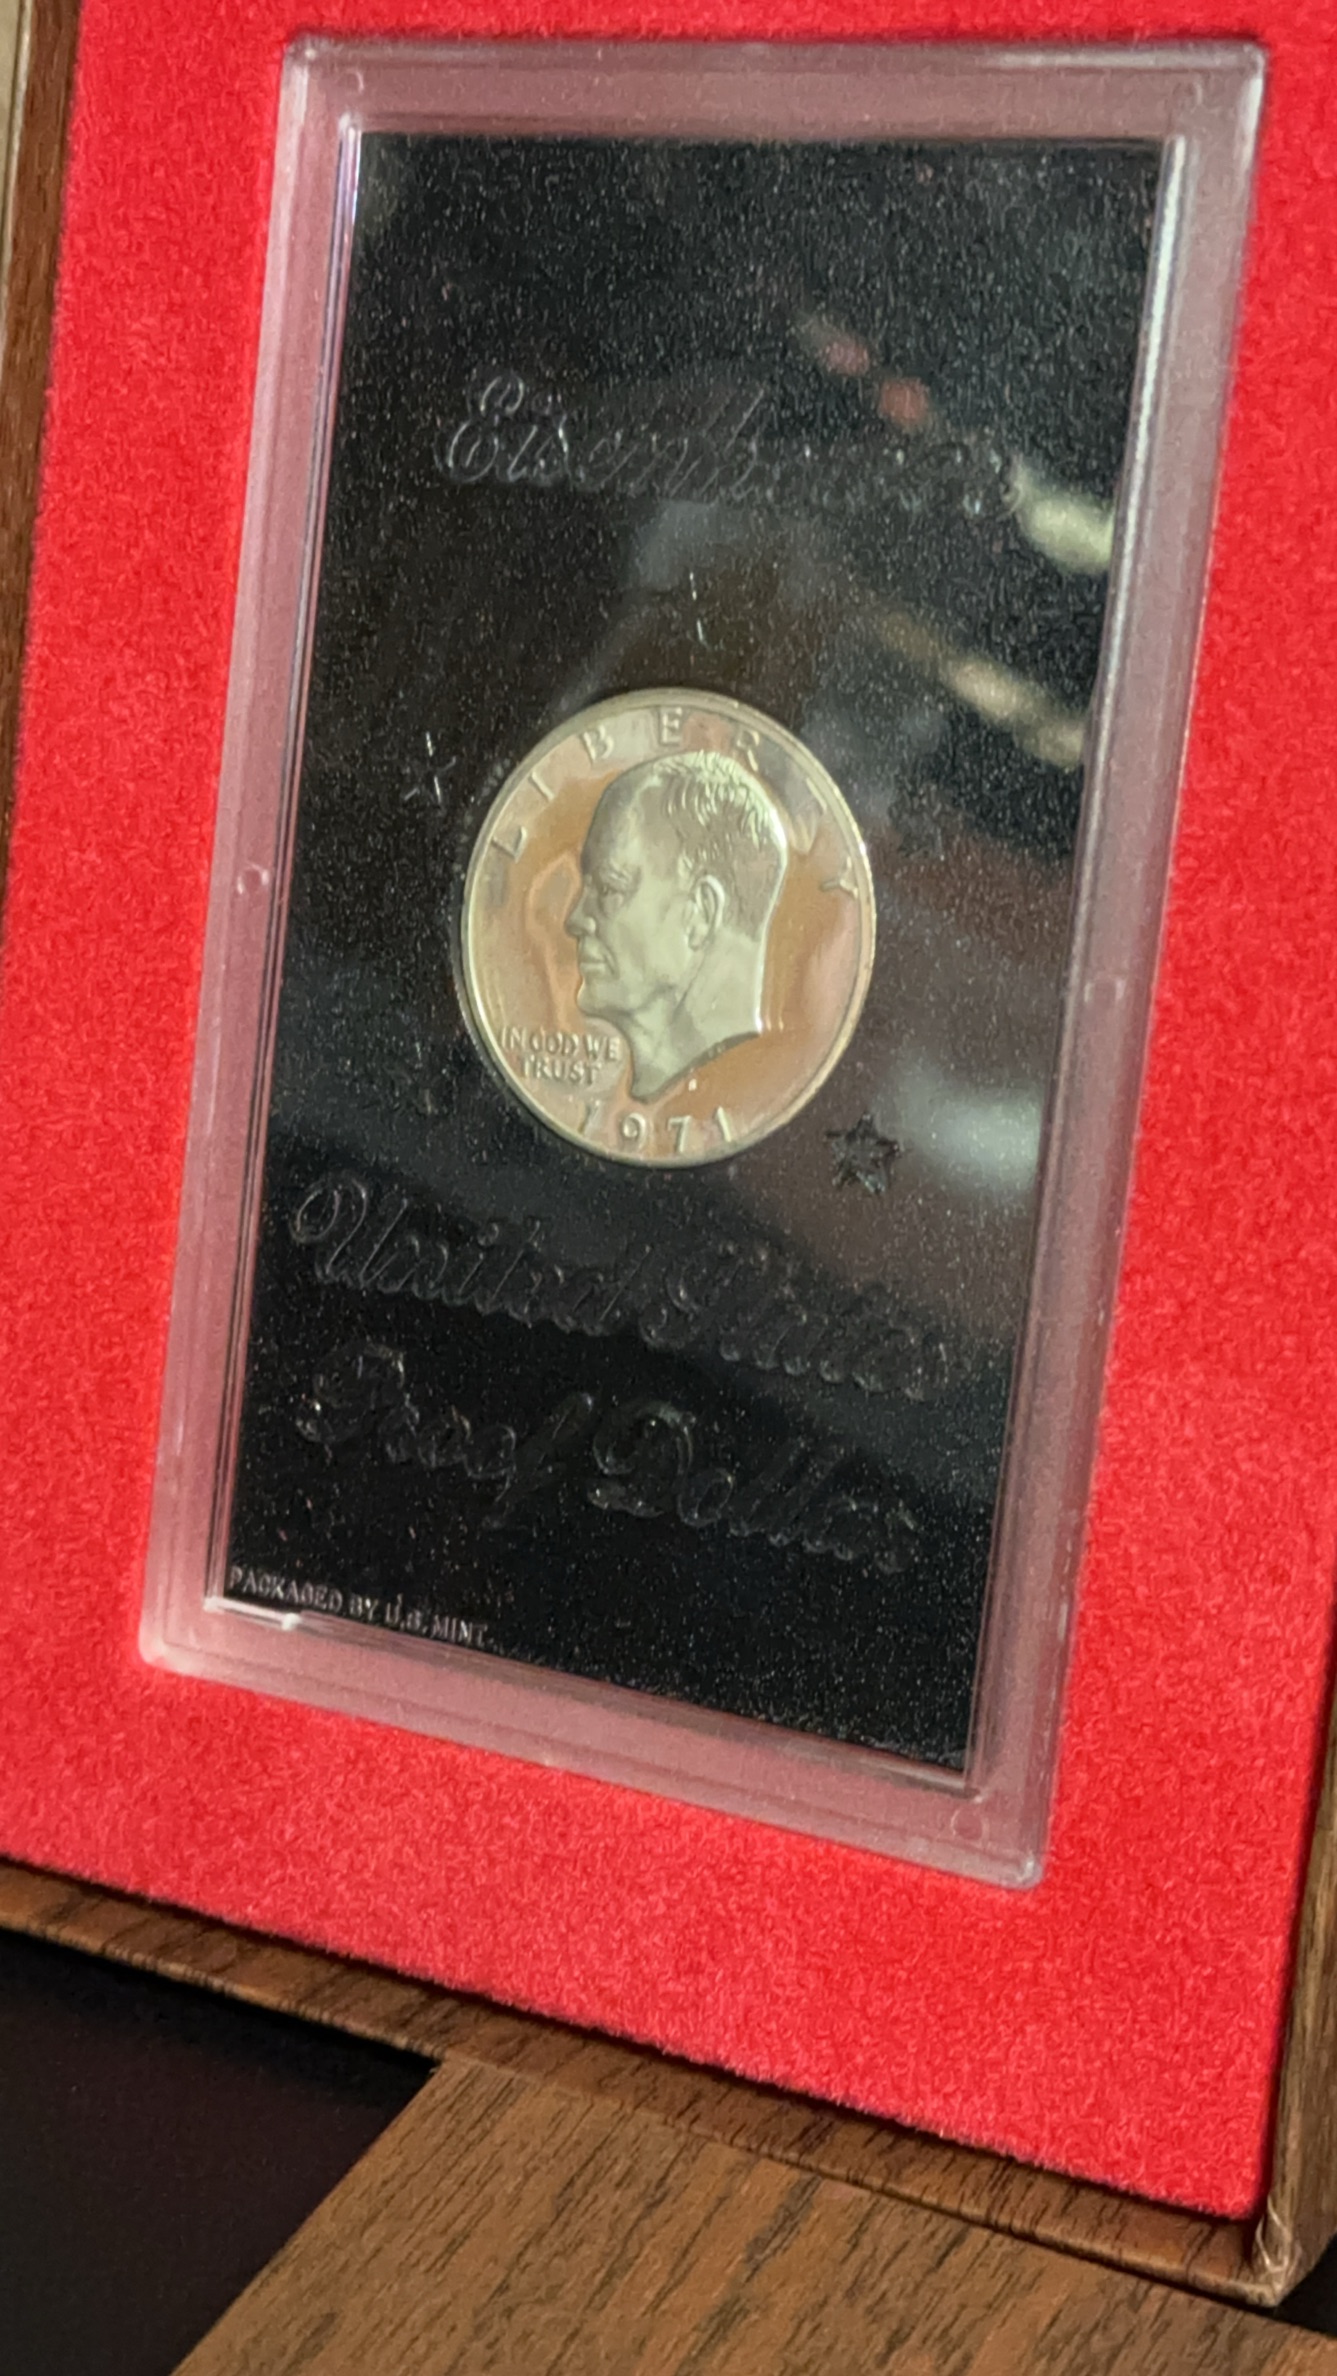 Eisenhower
LIBERTY
IN GOD WE
TRUST
1971
United States
Proof Dollar
PACKAGED BY U.S. MINT